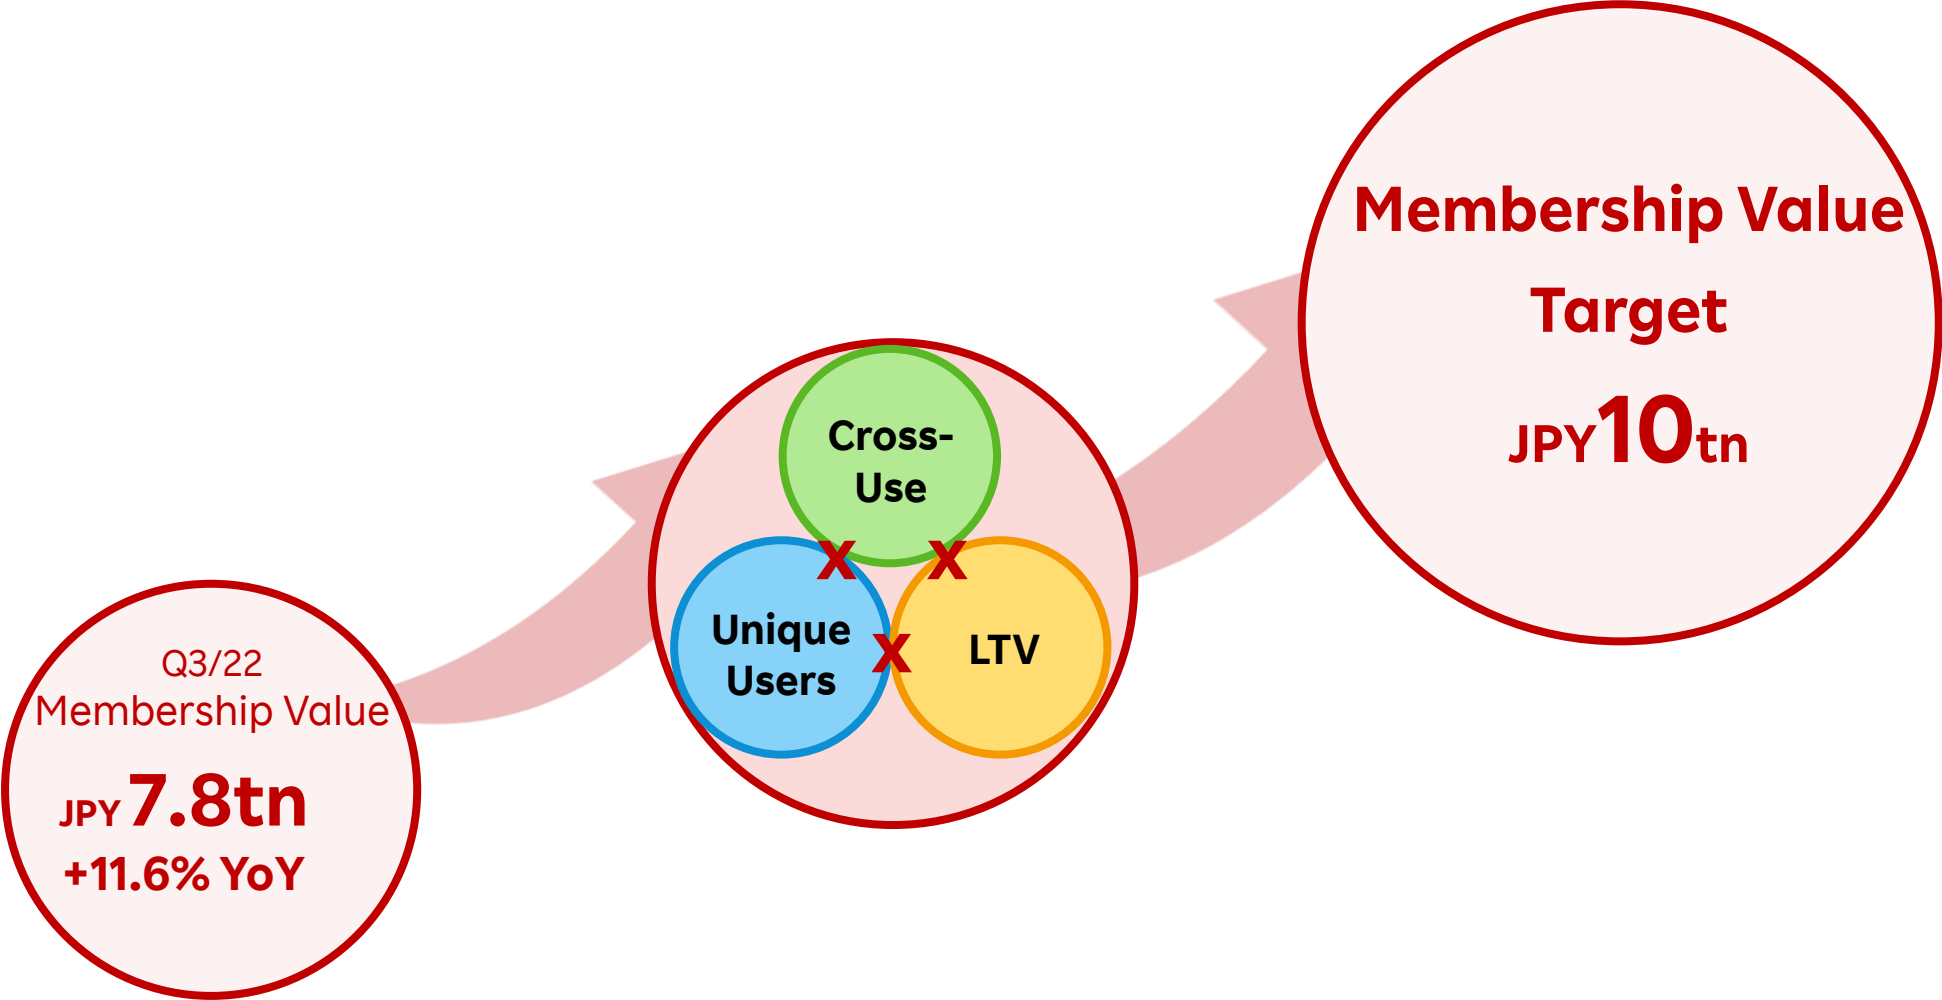 Q3/22
Membership Value
JPY 7.8tn
+11.6% YoY
Cross-
Use
x x
Unique
Users
x
LTV
Membership Value
Target
JPY10tn